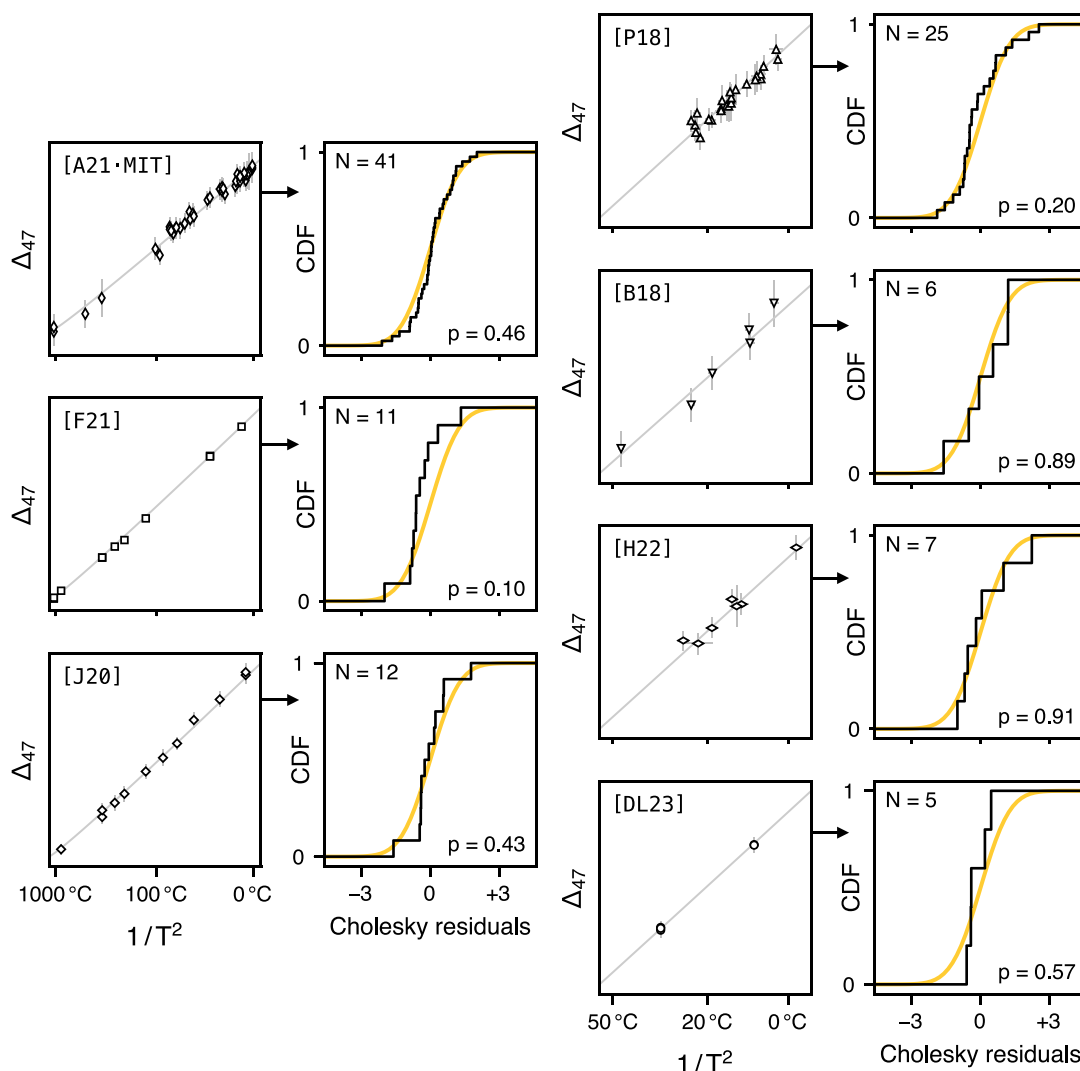 [A21·MIT]
Δ47
1
0
CDF
N = 41
p = 0.46
[F21]
Δ47
1
0
CDF
N = 11
p = 0.10
[J20]
Δ47
1000 °C
100 °C
0 °C
1 / T²
1
0
CDF
N = 12
p = 0.43
−3
0
+3
Cholesky residuals
[P18]
Δ47
1
0
CDF
N = 25
p = 0.20
[B18]
Δ47
1
0
CDF
N = 6
p = 0.89
[H22]
Δ47
1
0
CDF
N = 7
p = 0.91
[DL23]
Δ47
50 °C
20 °C
0 °C
1 / T²
1
0
CDF
N = 5
p = 0.57
−3
0
+3
Cholesky residuals